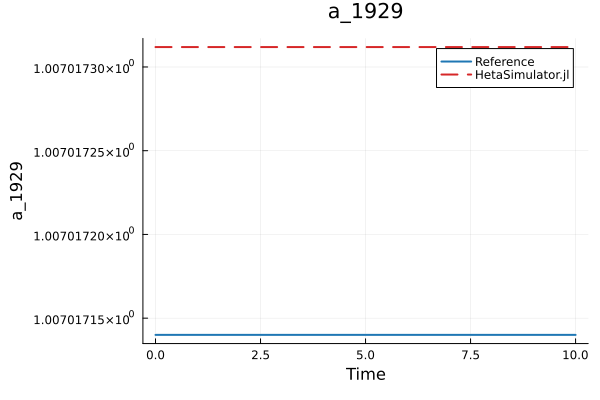 a_1929
1.00701730×10⁰
1.00701725×10⁰
1.00701720×10⁰
1.00701715×10⁰
a_1929
Reference
HetaSimulator.jl
0.0 2.5 5.0 7.5 10.0
Time